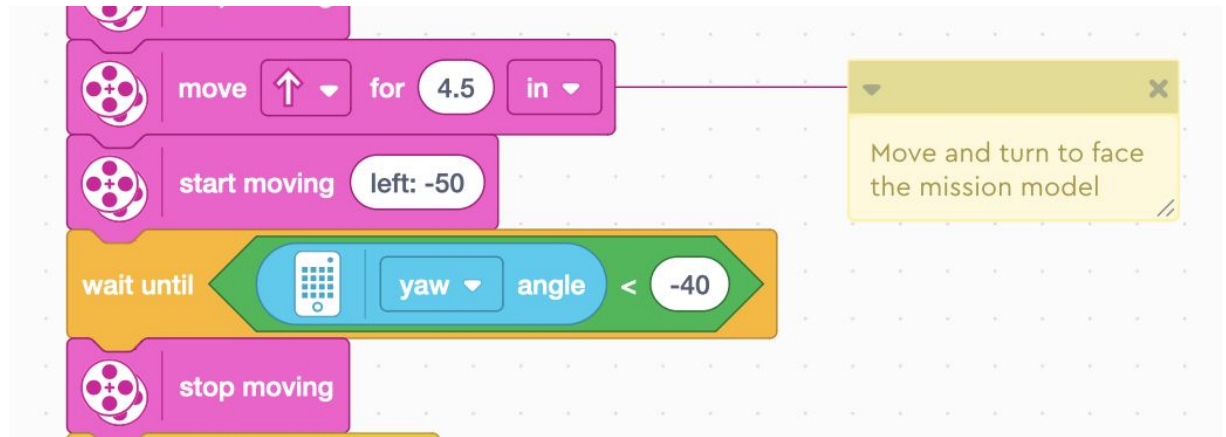 move for 4.5 in
Move and turn to face
the mission model
start moving left: -50
wait until yaw angle < -40
stop moving